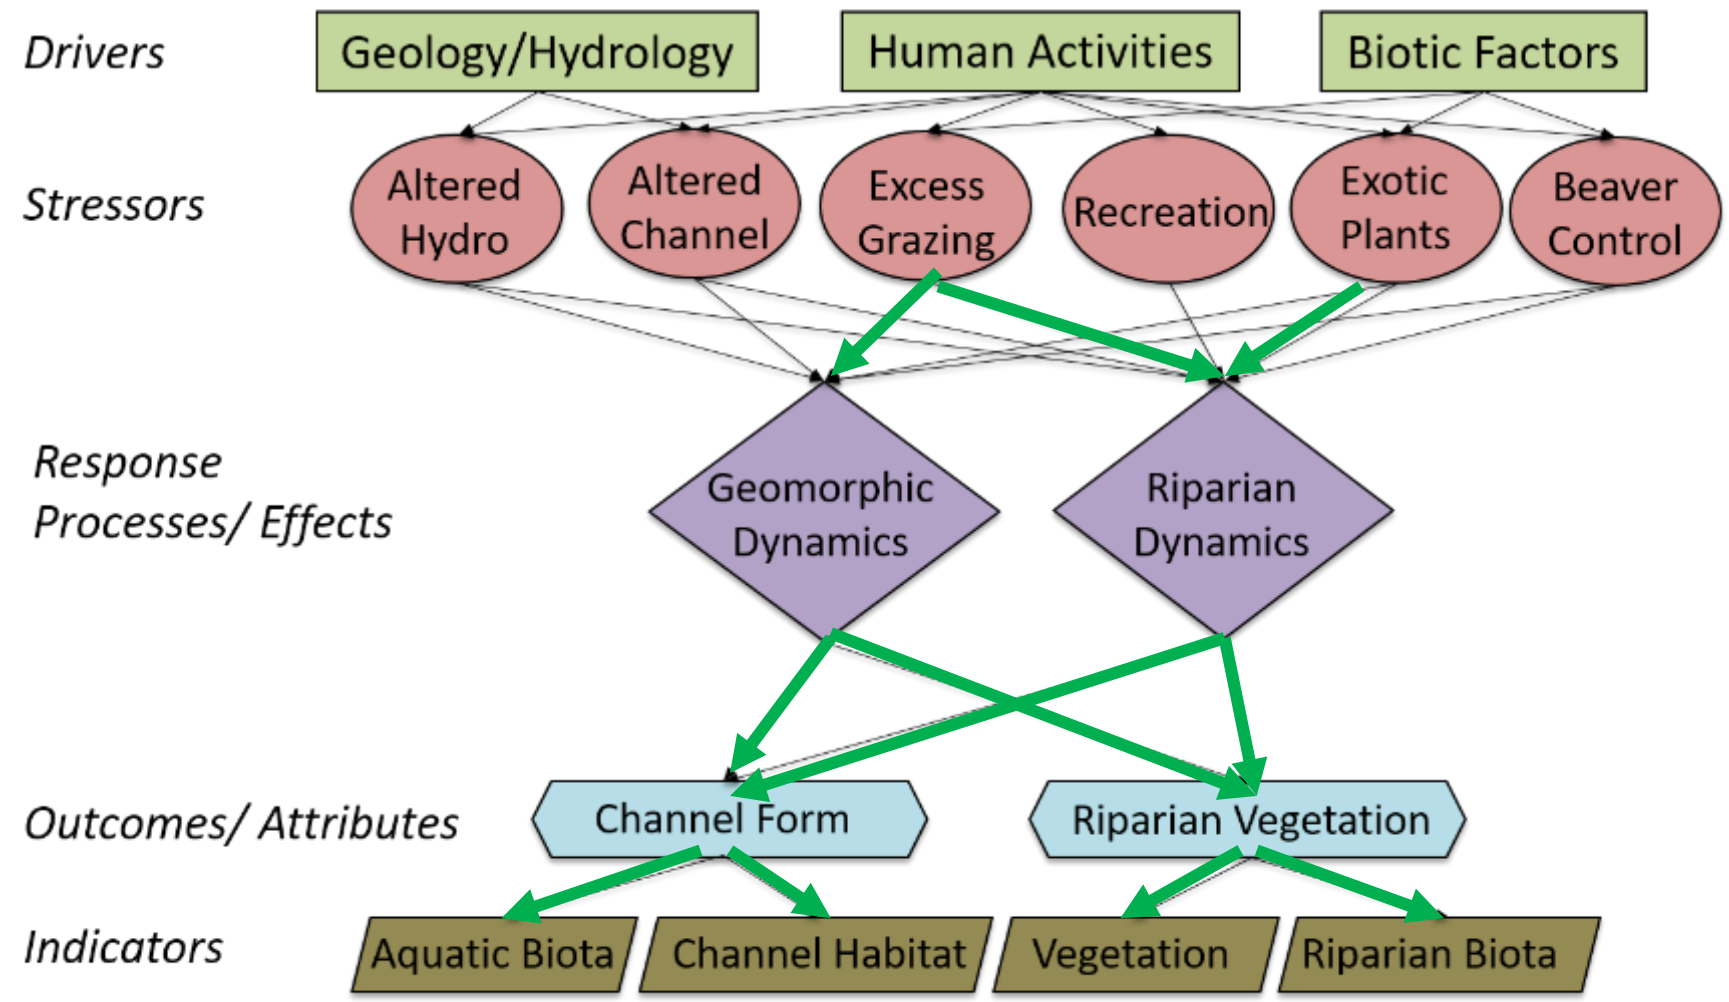 Drivers
Geology/Hydrology
Human Activities
Biotic Factors
Stressors
Altered
Hydro
Altered
Channel
Excess
Grazing
Recreation
Exotic
Plants
Beaver
Control
Response
Processes/ Effects
Geomorphic
Dynamics
Riparian
Dynamics
Outcomes/ Attributes
Channel Form
Riparian Vegetation
Indicators
Aquatic Biota
Channel Habitat
Vegetation
Riparian Biota